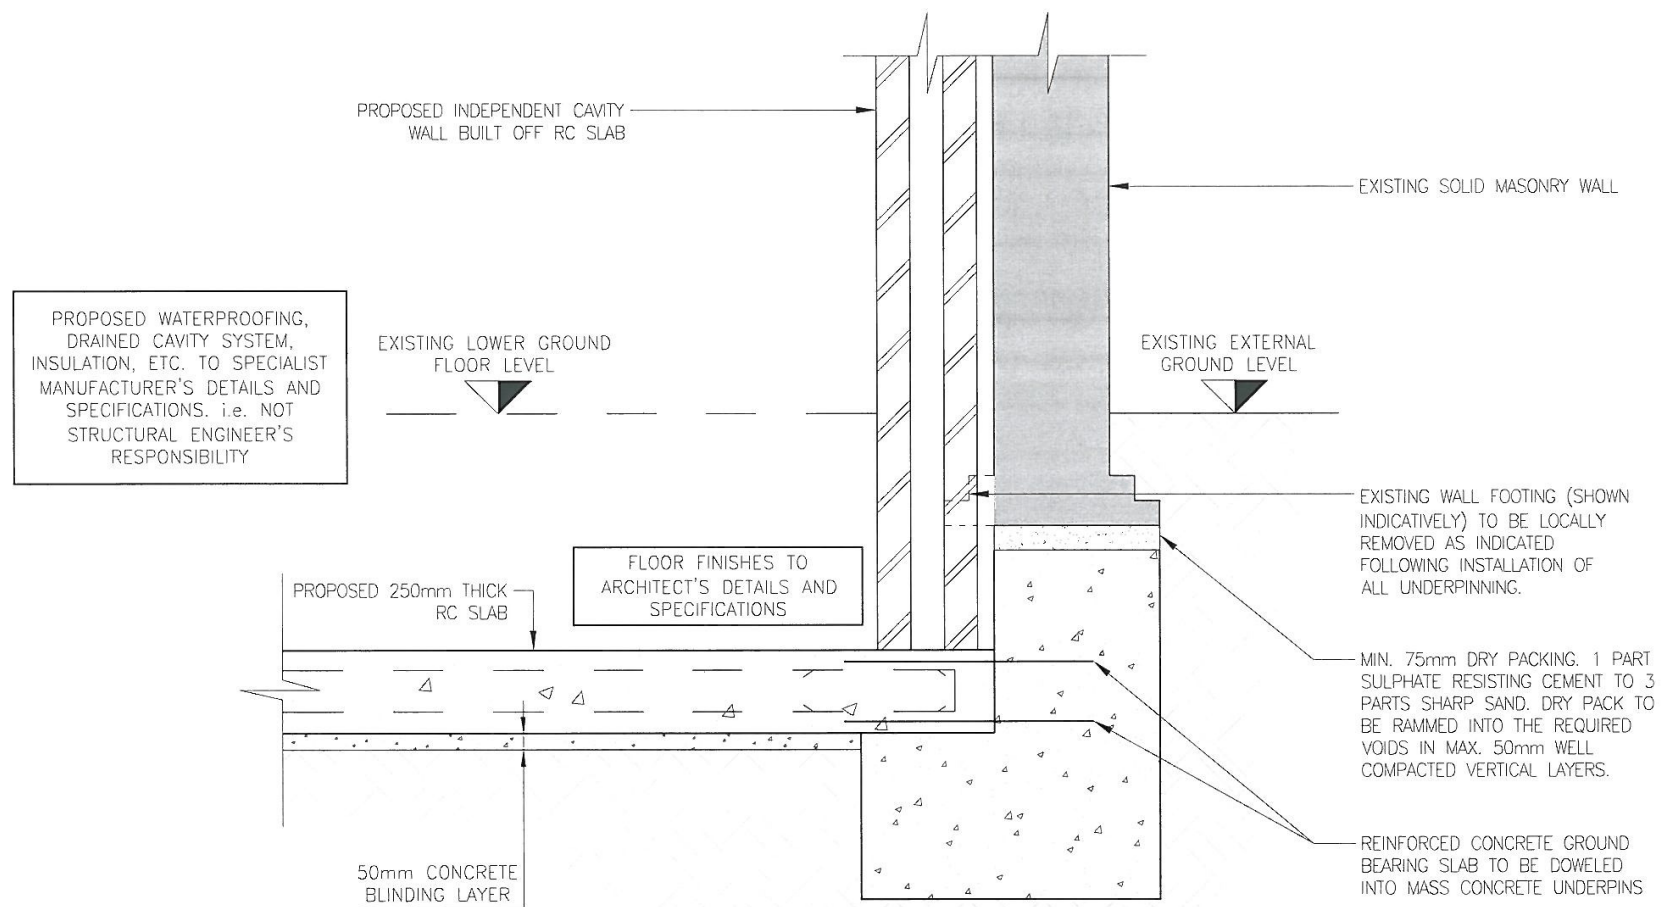 PROPOSED INDEPENDENT CAVITY
WALL BUILT OFF RC SLAB
EXISTING SOLID MASONRY WALL
PROPOSED WATERPROOFING,
DRAINED CAVITY SYSTEM,
INSULATION, ETC. TO SPECIALIST
MANUFACTURER'S DETAILS AND
SPECIFICATIONS. i.e. NOT
STRUCTURAL ENGINEER'S
RESPONSIBILITY
EXISTING LOWER GROUND
FLOOR LEVEL
EXISTING EXTERNAL
GROUND LEVEL
EXISTING WALL FOOTING (SHOWN
INDICATIVELY) TO BE LOCALLY
REMOVED AS INDICATED
FOLLOWING INSTALLATION OF
ALL UNDERPINNING.
FLOOR FINISHES TO
ARCHITECT'S DETAILS AND
SPECIFICATIONS
PROPOSED 250mm THICK
RC SLAB
MIN. 75mm DRY PACKING. 1 PART
SULPHATE RESISTING CEMENT TO 3
PARTS SHARP SAND. DRY PACK TO
BE RAMMED INTO THE REQUIRED
VOIDS IN MAX. 50mm WELL
COMPACTED VERTICAL LAYERS.
REINFORCED CONCRETE GROUND
BEARING SLAB TO BE DOWELED
INTO MASS CONCRETE UNDERPINS
50mm CONCRETE
BLINDING LAYER